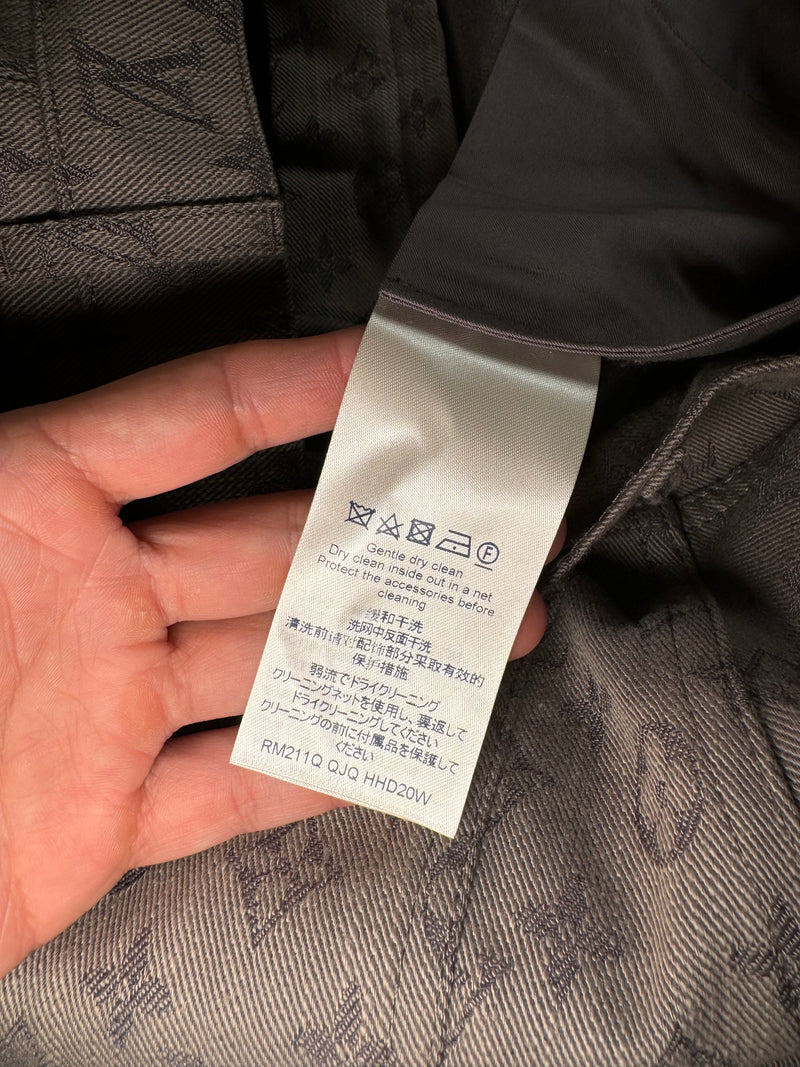 F
Gentle dry clean
Dry clean inside out in a net
Protect the accessories before
cleaning
缓和干洗
洗网中反面干洗
清洗前请对配饰部分采取有效的
保护措施
弱流でドライクリーニング
クリーニングネットを使用し、裏返して
ドライクリーニングしてください
クリーニングの前に付属品を保護して
ください
RM211Q QJQ HHD20W